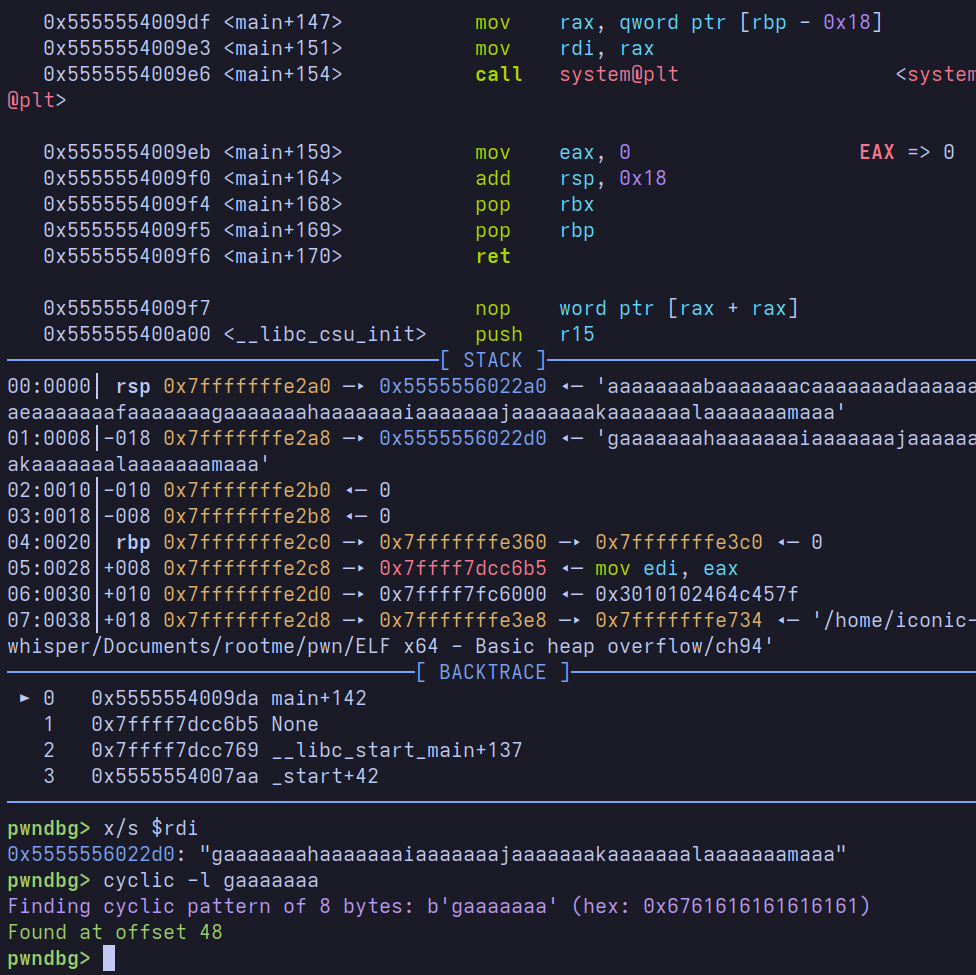 0x5555554009df <main+147> mov rax, qword ptr [rbp - 0x18]
0x5555554009e3 <main+151> mov rdi, rax
0x5555554009e6 <main+154> call system@plt <system
@plt>
0x5555554009eb <main+159> mov eax, 0 EAX => 0
0x5555554009f0 <main+164> add rsp, 0x18
0x5555554009f4 <main+168> pop rbx
0x5555554009f5 <main+169> pop rbp
0x5555554009f6 <main+170> ret
0x5555554009f7 nop word ptr [rax + rax]
0x555555400a00 <__libc_csu_init> push r15
[ STACK ]
00:0000│ rsp 0x7fffffffe2a0 —▸ 0x5555556022a0 ◂— 'aaaaaaaabaaaaaaacaaaaaaadaaaaaa
aeaaaaaaafaaaaaaagaaaaaaahaaaaaaaiaaaaaaajaaaaaaakaaaaaaalaaaaaaamaaa'
01:0008│-018 0x7fffffffe2a8 —▸ 0x5555556022d0 ◂— 'gaaaaaaahaaaaaaaiaaaaaaajaaaaaa
akaaaaaaalaaaaaaamaaa'
02:0010│-010 0x7fffffffe2b0 ◂— 0
03:0018│-008 0x7fffffffe2b8 ◂— 0
04:0020│ rbp 0x7fffffffe2c0 —▸ 0x7fffffffe360 —▸ 0x7fffffffe3c0 ◂— 0
05:0028│+008 0x7fffffffe2c8 —▸ 0x7ffff7dcc6b5 ◂— mov edi, eax
06:0030│+010 0x7fffffffe2d0 —▸ 0x7ffff7fc6000 ◂— 0x3010102464c457f
07:0038│+018 0x7fffffffe2d8 —▸ 0x7fffffffe3e8 —▸ 0x7fffffffe734 ◂— '/home/iconic-
whisper/Documents/rootme/pwn/ELF x64 - Basic heap overflow/ch94'
[ BACKTRACE ]
► 0 0x5555554009da main+142
1 0x7ffff7dcc6b5 None
2 0x7ffff7dcc769 __libc_start_main+137
3 0x5555554007aa _start+42
pwndbg> x/s $rdi
0x5555556022d0: "gaaaaaaahaaaaaaaiaaaaaaajaaaaaaakaaaaaaalaaaaaaamaaa"
pwndbg> cyclic -l gaaaaaaa
Finding cyclic pattern of 8 bytes: b'gaaaaaaa' (hex: 0x6761616161616161)
Found at offset 48
pwndbg>